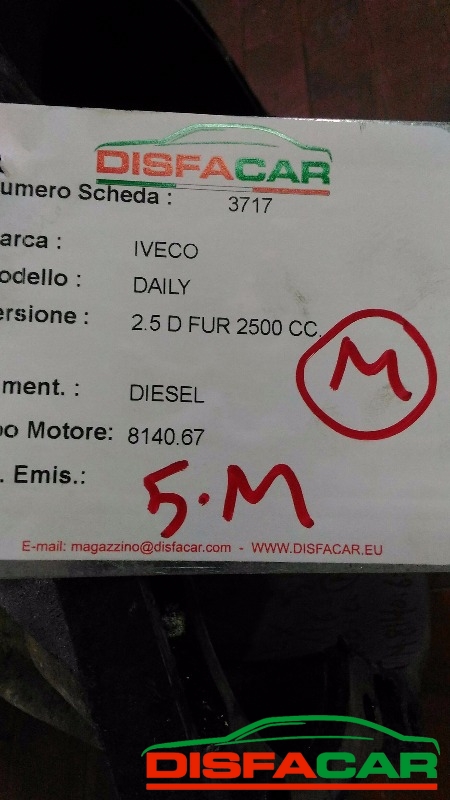 DISFACAR
umero Scheda : 3717
arca : IVECO
odello : DAILY
ersione : 2.5 D FUR 2500 CC.
M
ment. : DIESEL
po Motore: 8140.67
. Emis.:
5.M
E-mail: magazzino@disfacar.com - WWW.DISFACAR.EU
DISFACAR